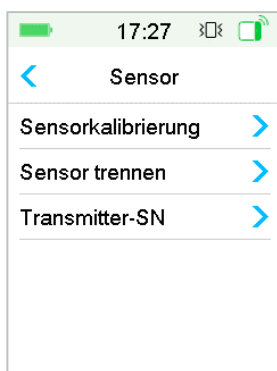 17:27
Sensor
Sensorkalibrierung
Sensor trennen
Transmitter-SN